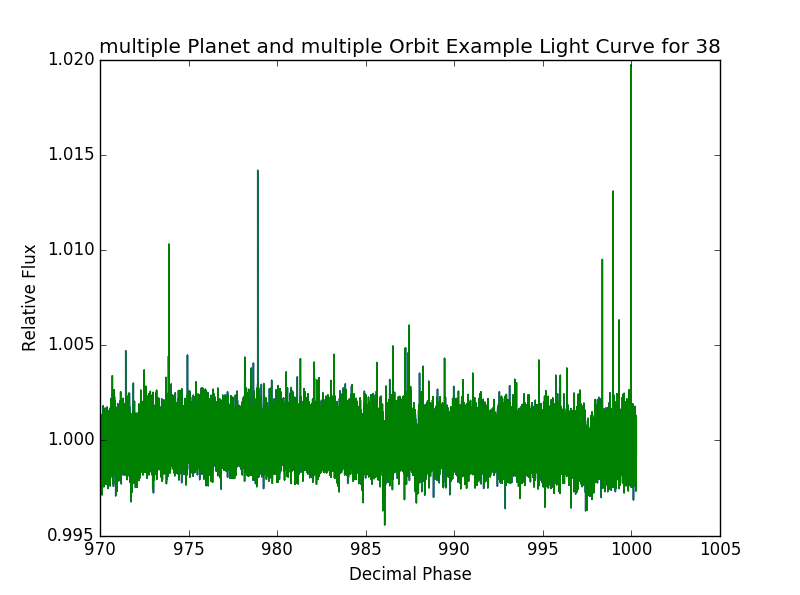 multiple Planet and multiple Orbit Example Light Curve for 38
1.020
1.015
1.010
1.005
1.000
0.995
Relative Flux
970 975 980 985 990 995 1000 1005
Decimal Phase